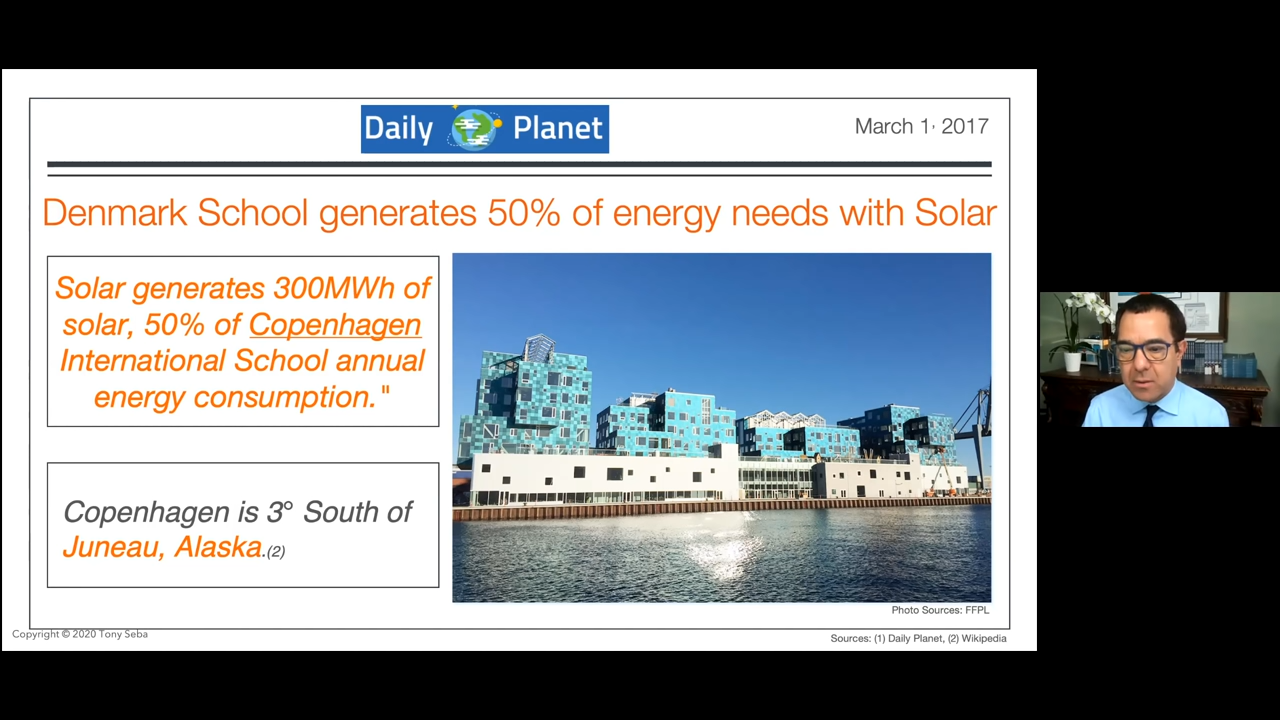 Daily Planet
March 1, 2017
Denmark School generates 50% of energy needs with Solar
Solar generates 300MWh of
solar, 50% of Copenhagen
International School annual
energy consumption."
Copenhagen is 3° South of
Juneau, Alaska.(2)
Photo Sources: FFPL
Copyright © 2020 Tony Seba
Sources: (1) Daily Planet, (2) Wikipedia